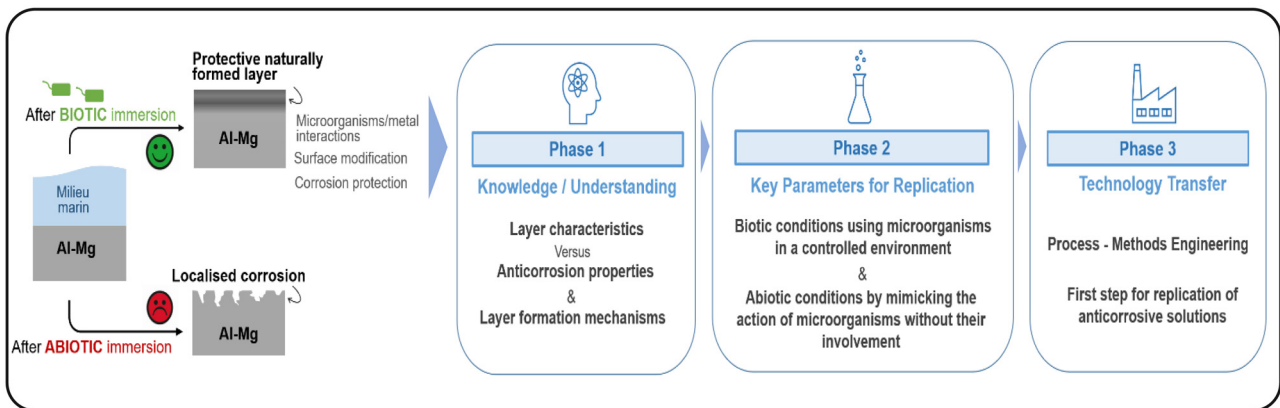 Protective naturally
formed layer
After BIOTIC immersion
Al-Mg
Microorganisms/metal
interactions
Surface modification
Corrosion protection
Milieu
marin
Al-Mg
Localised corrosion
Al-Mg
After ABIOTIC immersion
Phase 1
Knowledge / Understanding
Layer characteristics
Versus
Anticorrosion properties
&
Layer formation mechanisms
Phase 2
Key Parameters for Replication
Biotic conditions using microorganisms
in a controlled environment
&
Abiotic conditions by mimicking the
action of microorganisms without their
involvement
Phase 3
Technology Transfer
Process - Methods Engineering
First step for replication of
anticorrosive solutions